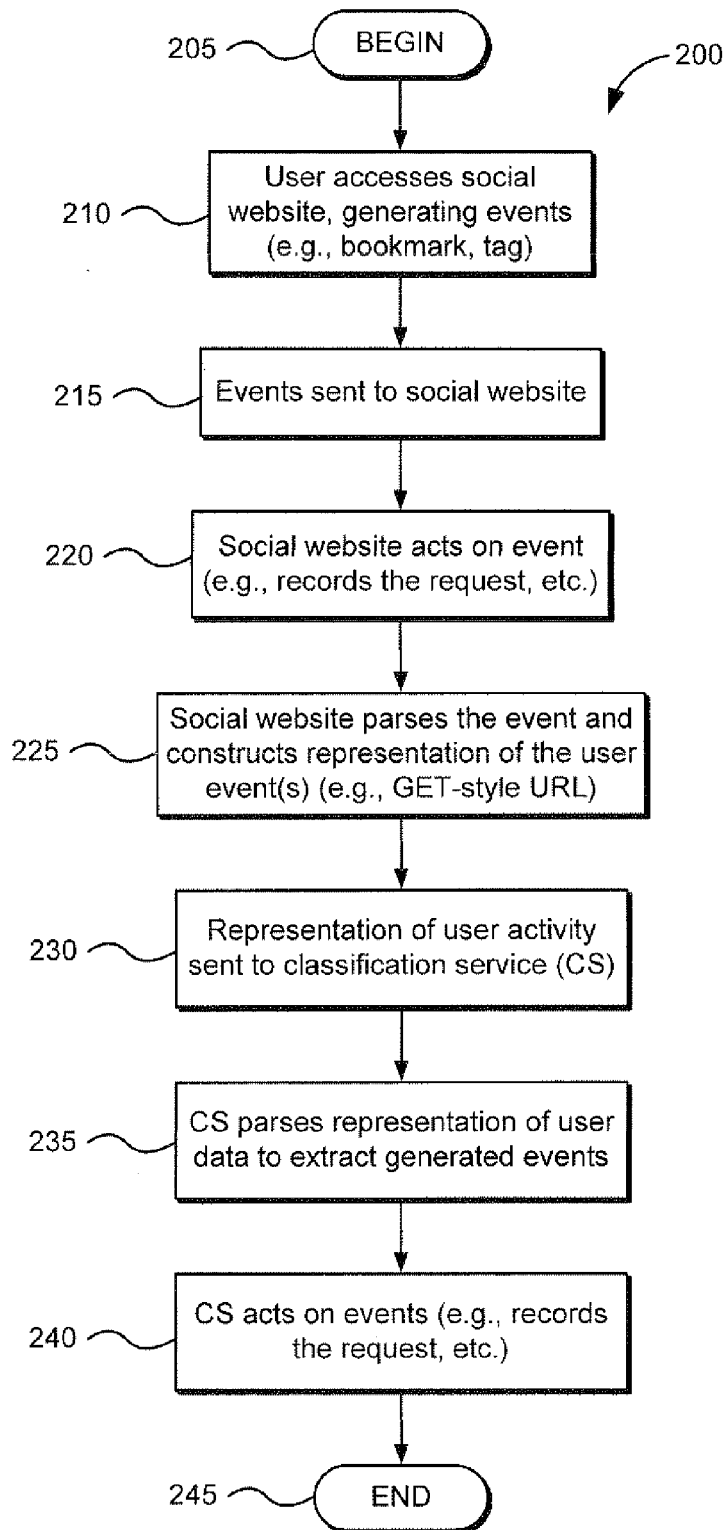 205
BEGIN
200
210
User accesses social
website, generating events
(e.g., bookmark, tag)
215
Events sent to social website
220
Social website acts on event
(e.g., records the request, etc.)
225
Social website parses the event and
constructs representation of the user
event(s) (e.g., GET-style URL)
230
Representation of user activity
sent to classification service (CS)
235
CS parses representation of user
data to extract generated events
240
CS acts on events (e.g., records
the request, etc.)
245
END